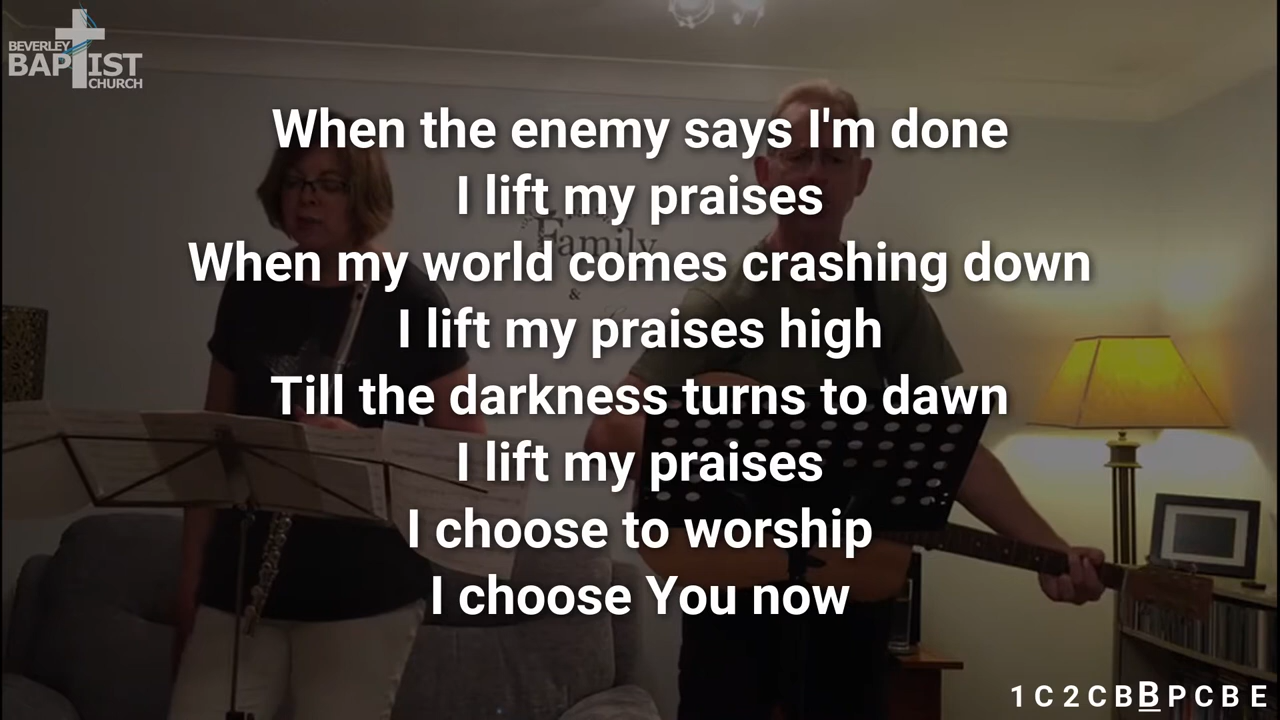 BEVERLEY
BAPTIST
CHURCH
When the enemy says I'm done
I lift my praises
Family
When my world comes crashing down
&
I lift my praises high
Till the darkness turns to dawn
I lift my praises
I choose to worship
I choose You now
1 C 2 C B B P C B E